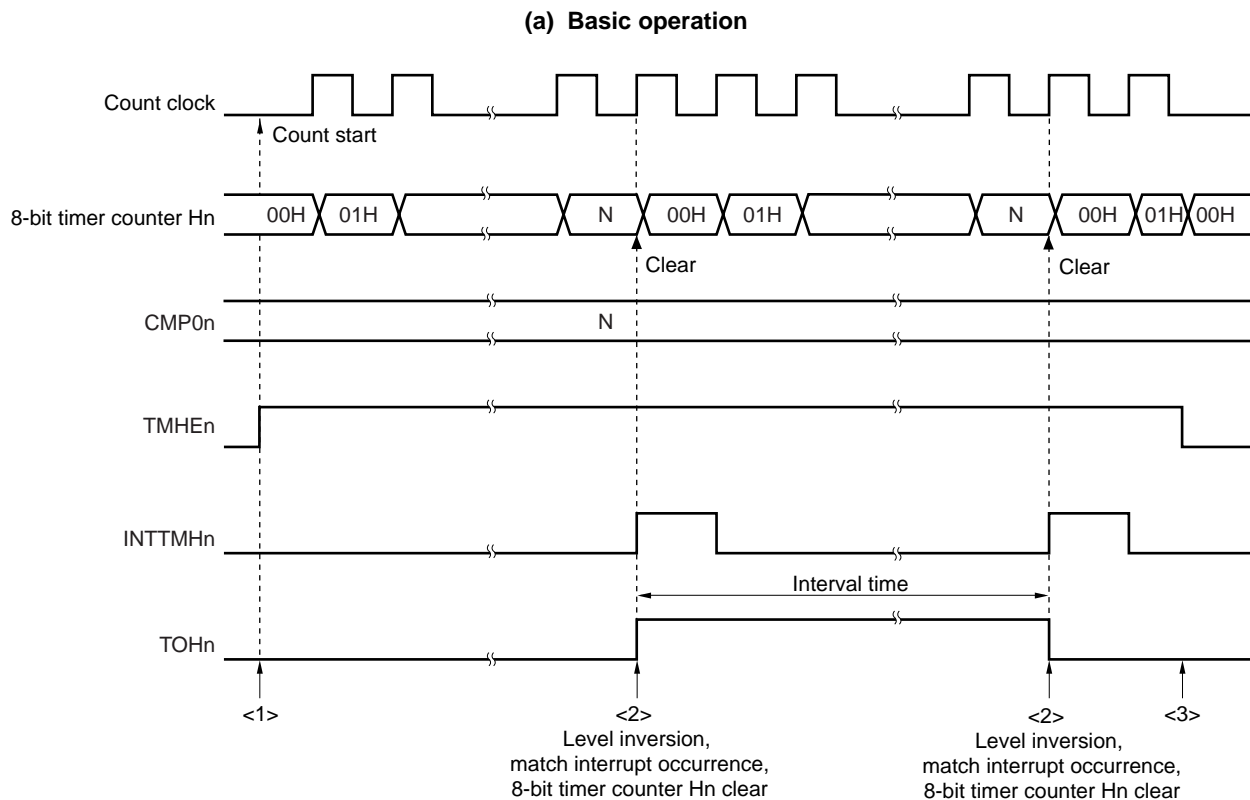 (a) Basic operation
Count clock
Count start
8-bit timer counter Hn
00H 01H N 00H 01H N 00H 01H 00H
Clear Clear
CMP0n
N
TMHEn
INTTMHn
Interval time
TOHn
<1> <2> <2> <3>
Level inversion,
match interrupt occurrence,
8-bit timer counter Hn clear
Level inversion,
match interrupt occurrence,
8-bit timer counter Hn clear